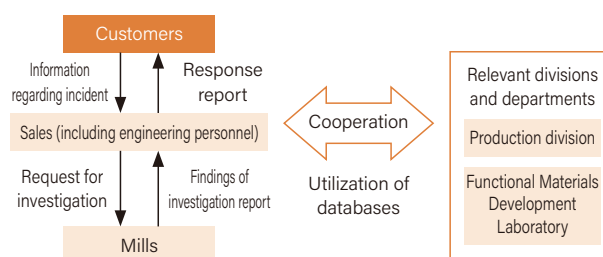 Customers
Information
regarding incident
Response
report
Sales (including engineering personnel)
Request for
investigation
Findings of
investigation report
Mills
Cooperation
Utilization of
databases
Relevant divisions
and departments
Production division
Functional Materials
Development
Laboratory